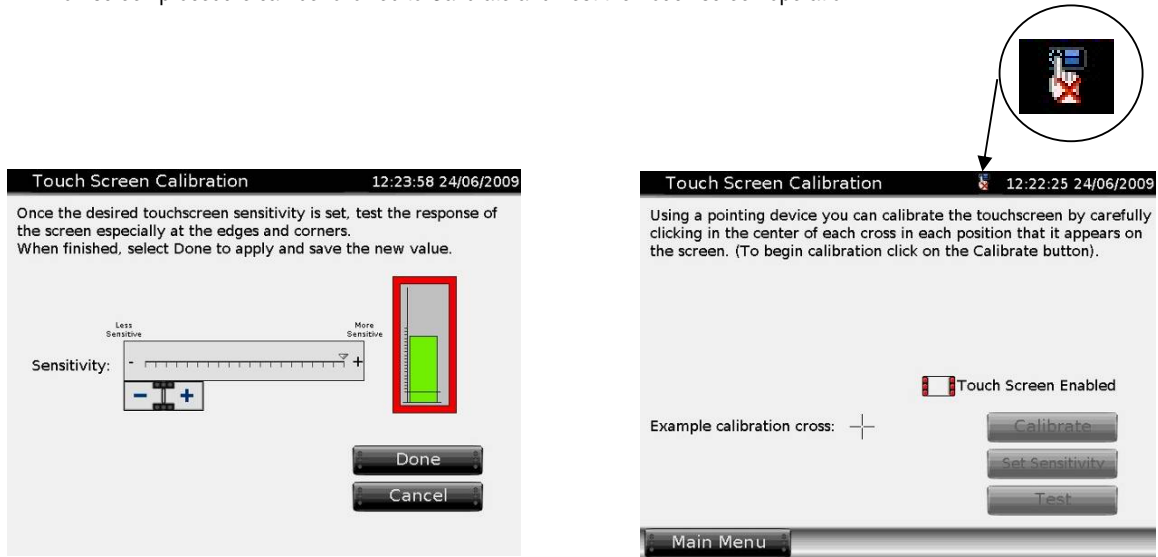 Touch Screen Calibration 12:23:58 24/06/2009
Once the desired touchscreen sensitivity is set, test the response of
the screen especially at the edges and corners.
When finished, select Done to apply and save the new value.
Less
Sensitive
More
Sensitive
Sensitivity:
- +
- +
Done
Cancel
Touch Screen Calibration 12:22:25 24/06/2009
Using a pointing device you can calibrate the touchscreen by carefully
clicking in the center of each cross in each position that it appears on
the screen. (To begin calibration click on the Calibrate button).
Touch Screen Enabled
Example calibration cross:
Calibrate
Set Sensitivity
Test
Main Menu